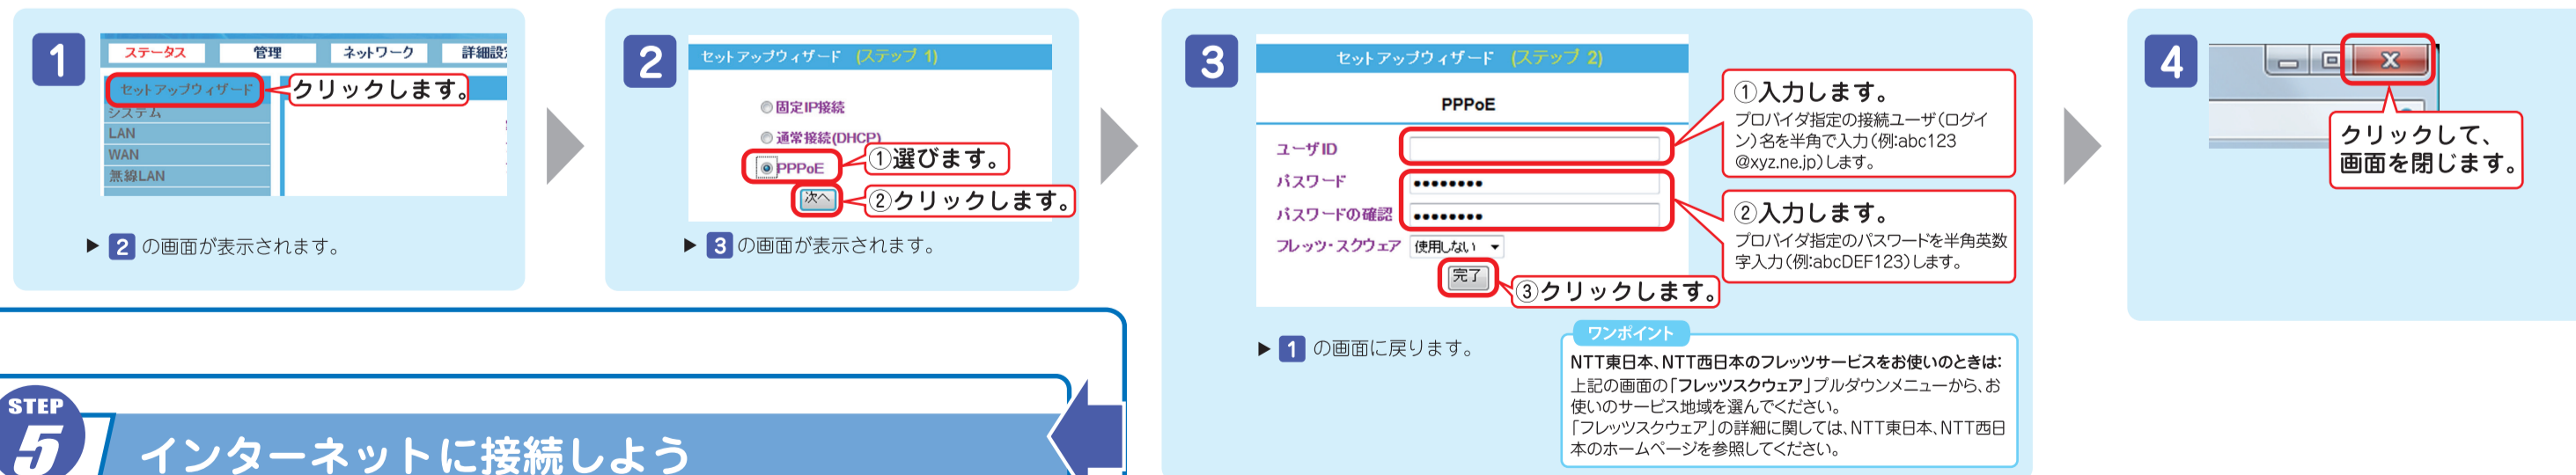 1
ステータス 管理 ネットワーク 詳細設
セットアップウィザード
クリックします。
システム
LAN
WAN
無線LAN
▶ 2 の画面が表示されます。
2
セットアップウィザード (ステップ 1)
固定IP接続
通常接続(DHCP)
PPPoE
①選びます。
次へ
②クリックします。
▶ 3 の画面が表示されます。
3
セットアップウィザード (ステップ 2)
PPPoE
ユーザID
パスワード ••••••••
パスワードの確認 ••••••••
フレッツ・スクウェア 使用しない
完了
①入力します。
プロバイダ指定の接続ユーザ(ログイ
ン)名を半角で入力(例:abc123
@xyz.ne.jp)します。
②入力します。
プロバイダ指定のパスワードを半角英数
字入力(例:abcDEF123)します。
③クリックします。
▶ 1 の画面に戻ります。
ワンポイント
NTT東日本、NTT西日本のフレッツサービスをお使いのときは:
上記の画面の「フレッツスクウェア」プルダウンメニューから、お
使いのサービス地域を選んでください。
「フレッツスクウェア」の詳細に関しては、NTT東日本、NTT西日
本のホームページを参照してください。
4
クリックして、
画面を閉じます。
STEP
5
インターネットに接続しよう